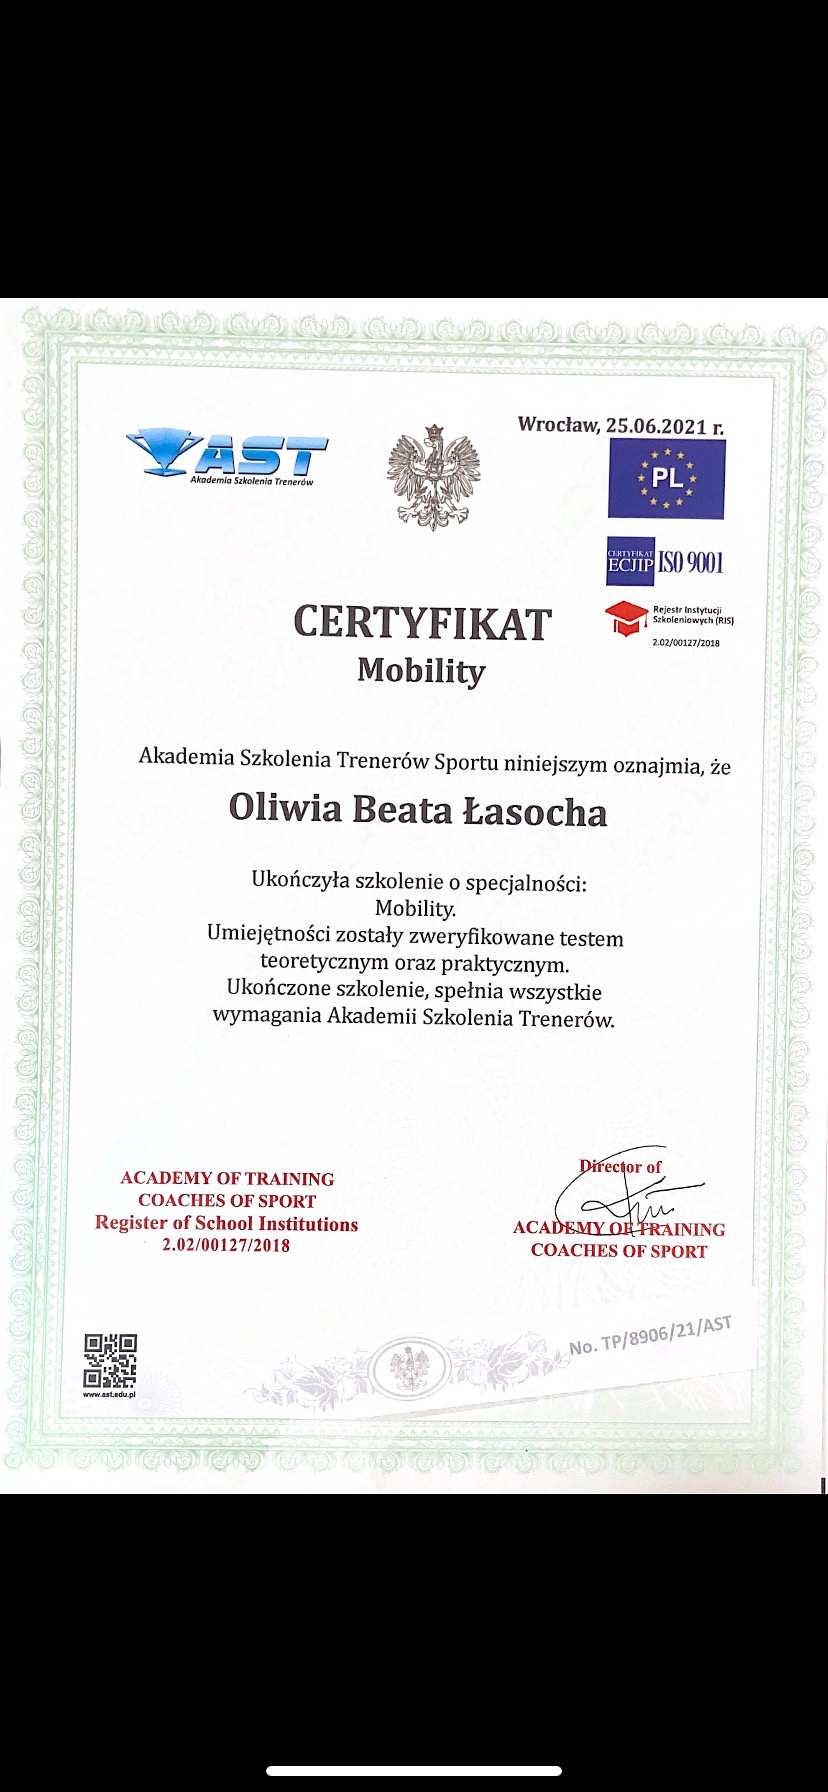 AST
Akademia Szkolenia Trenerów
Wrocław, 25.06.2021 r.
PL
CERTYFIKAT
ECJIP
ISO 9001
Rejestr Instytucji
Szkoleniowych (RIS)
2.02/00127/2018
CERTYFIKAT
Mobility
Akademia Szkolenia Trenerów Sportu niniejszym oznajmia, że
Oliwia Beata Łasocha
Ukończyła szkolenie o specjalności:
Mobility.
Umiejętności zostały zweryfikowane testem
teoretycznym oraz praktycznym.
Ukończone szkolenie, spełnia wszystkie
wymagania Akademii Szkolenia Trenerów.
ACADEMY OF TRAINING
COACHES OF SPORT
Register of School Institutions
2.02/00127/2018
Director of
ACADEMY OF TRAINING
COACHES OF SPORT
www.ast.edu.pl
No. TP/8906/21/AST